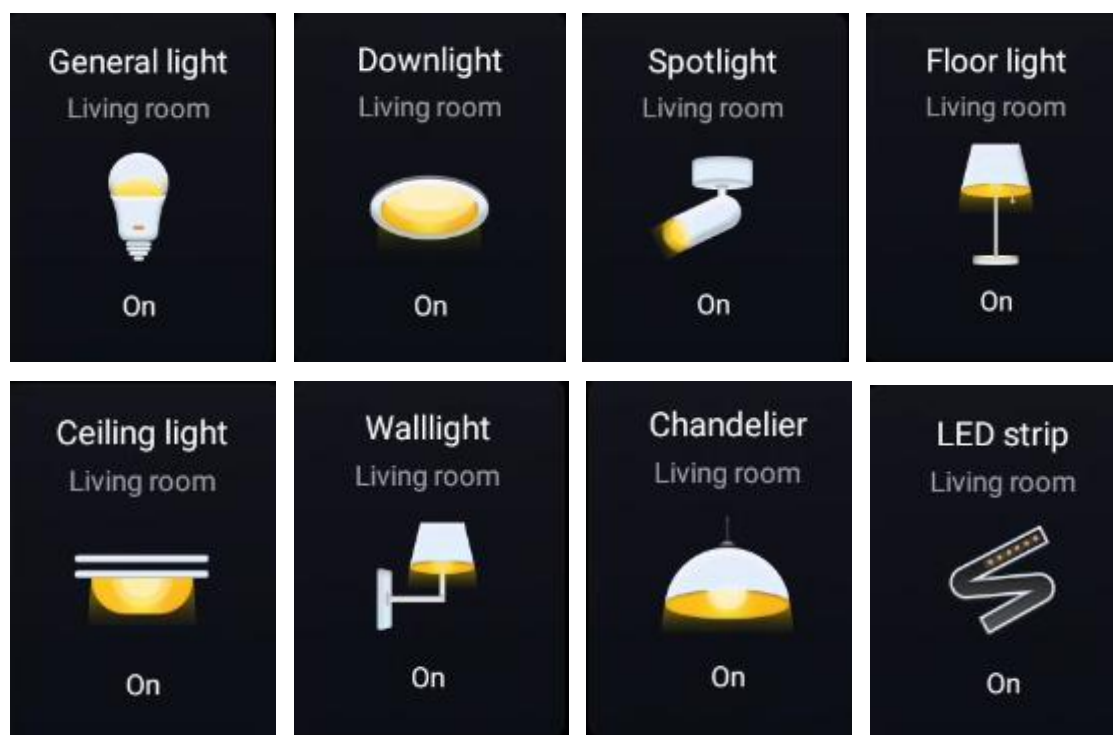 General light
Living room
On
Downlight
Living room
On
Spotlight
Living room
On
Floor light
Living room
On
Ceiling light
Living room
On
Walllight
Living room
On
Chandelier
Living room
On
LED strip
Living room
On